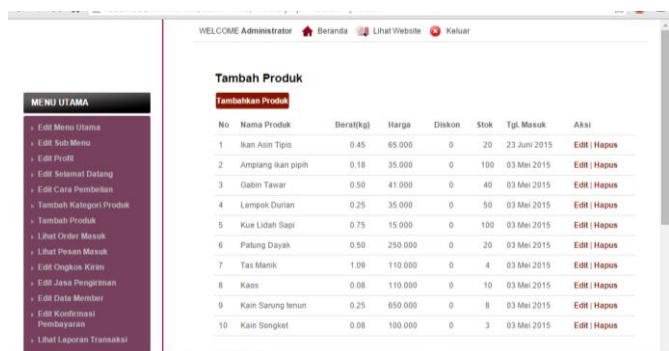 WELCOME Administrator Beranda Lihat Website Keluar
Tambah Produk
Tambahkan Produk
No Nama Produk Berat(kg) Harga Diskon Stok Tgl. Masuk Aksi
1 Ikan Asin Tipis 0.45 65.000 0 20 23 Juni 2015 Edit | Hapus
2 Amplang ikan pipih 0.18 35.000 0 100 03 Mei 2015 Edit | Hapus
3 Gabin Tawar 0.50 41.000 0 40 03 Mei 2015 Edit | Hapus
4 Lempok Durian 0.25 35.000 0 50 03 Mei 2015 Edit | Hapus
5 Kue Lidah Sapi 0.75 15.000 0 100 03 Mei 2015 Edit | Hapus
6 Patung Dayak 0.50 250.000 0 20 03 Mei 2015 Edit | Hapus
7 Tas Manik 1.09 110.000 0 4 03 Mei 2015 Edit | Hapus
8 Kaos 0.08 110.000 0 10 03 Mei 2015 Edit | Hapus
9 Kain Sarung tenun 0.25 650.000 0 8 03 Mei 2015 Edit | Hapus
10 Kain Songket 0.08 100.000 0 3 03 Mei 2015 Edit | Hapus
MENU UTAMA
Edit Menu Utama
Edit Sub Menu
Edit Profil
Edit Selamat Datang
Edit Cara Pembelian
Tambah Kategori Produk
Tambah Produk
Lihat Order Masuk
Lihat Pesan Masuk
Edit Ongkos Kirim
Edit Jasa Pengiriman
Edit Data Member
Edit Konfirmasi
Pembayaran
Lihat Laporan Transaksi